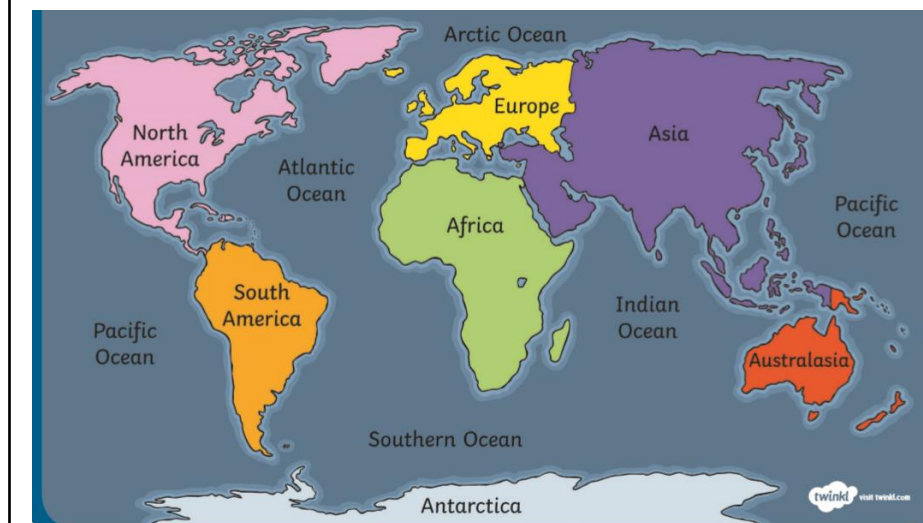 Arctic Ocean
Europe
North
America
Asia
Atlantic
Ocean
Pacific
Ocean
Africa
South
America
Indian
Ocean
Pacific
Ocean
Australasia
Southern Ocean
Antarctica
twinkl
visit twinkl.com